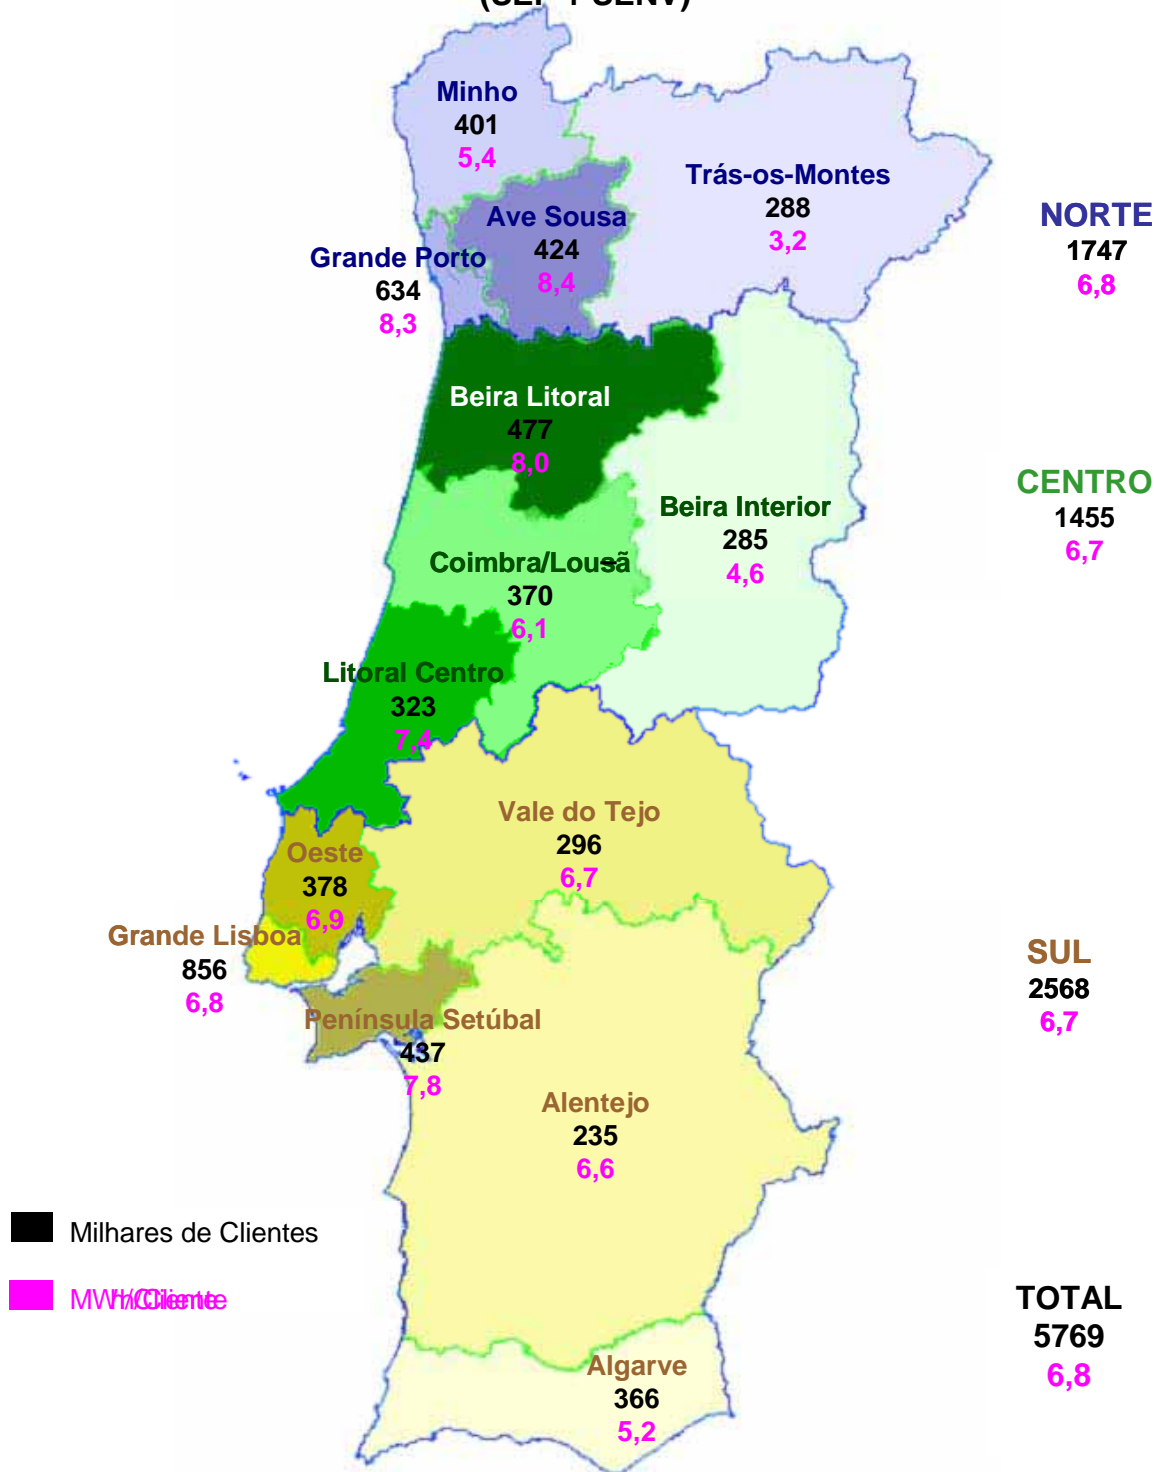 (SEP + SENV)
Minho
401
5,4
Trás-os-Montes
288
3,2
Ave Sousa
424
8,4
Grande Porto
634
8,3
NORTE
1747
6,8
Beira Litoral
477
8,0
Beira Interior
285
4,6
CENTRO
1455
6,7
Coimbra/Lousã
370
6,1
Litoral Centro
323
7,4
Vale do Tejo
296
6,7
Oeste
378
6,9
Grande Lisboa
856
6,8
SUL
2568
6,7
Península Setúbal
437
7,8
Alentejo
235
6,6
Milhares de Clientes
MWh/Cliente
TOTAL
5769
6,8
Algarve
366
5,2